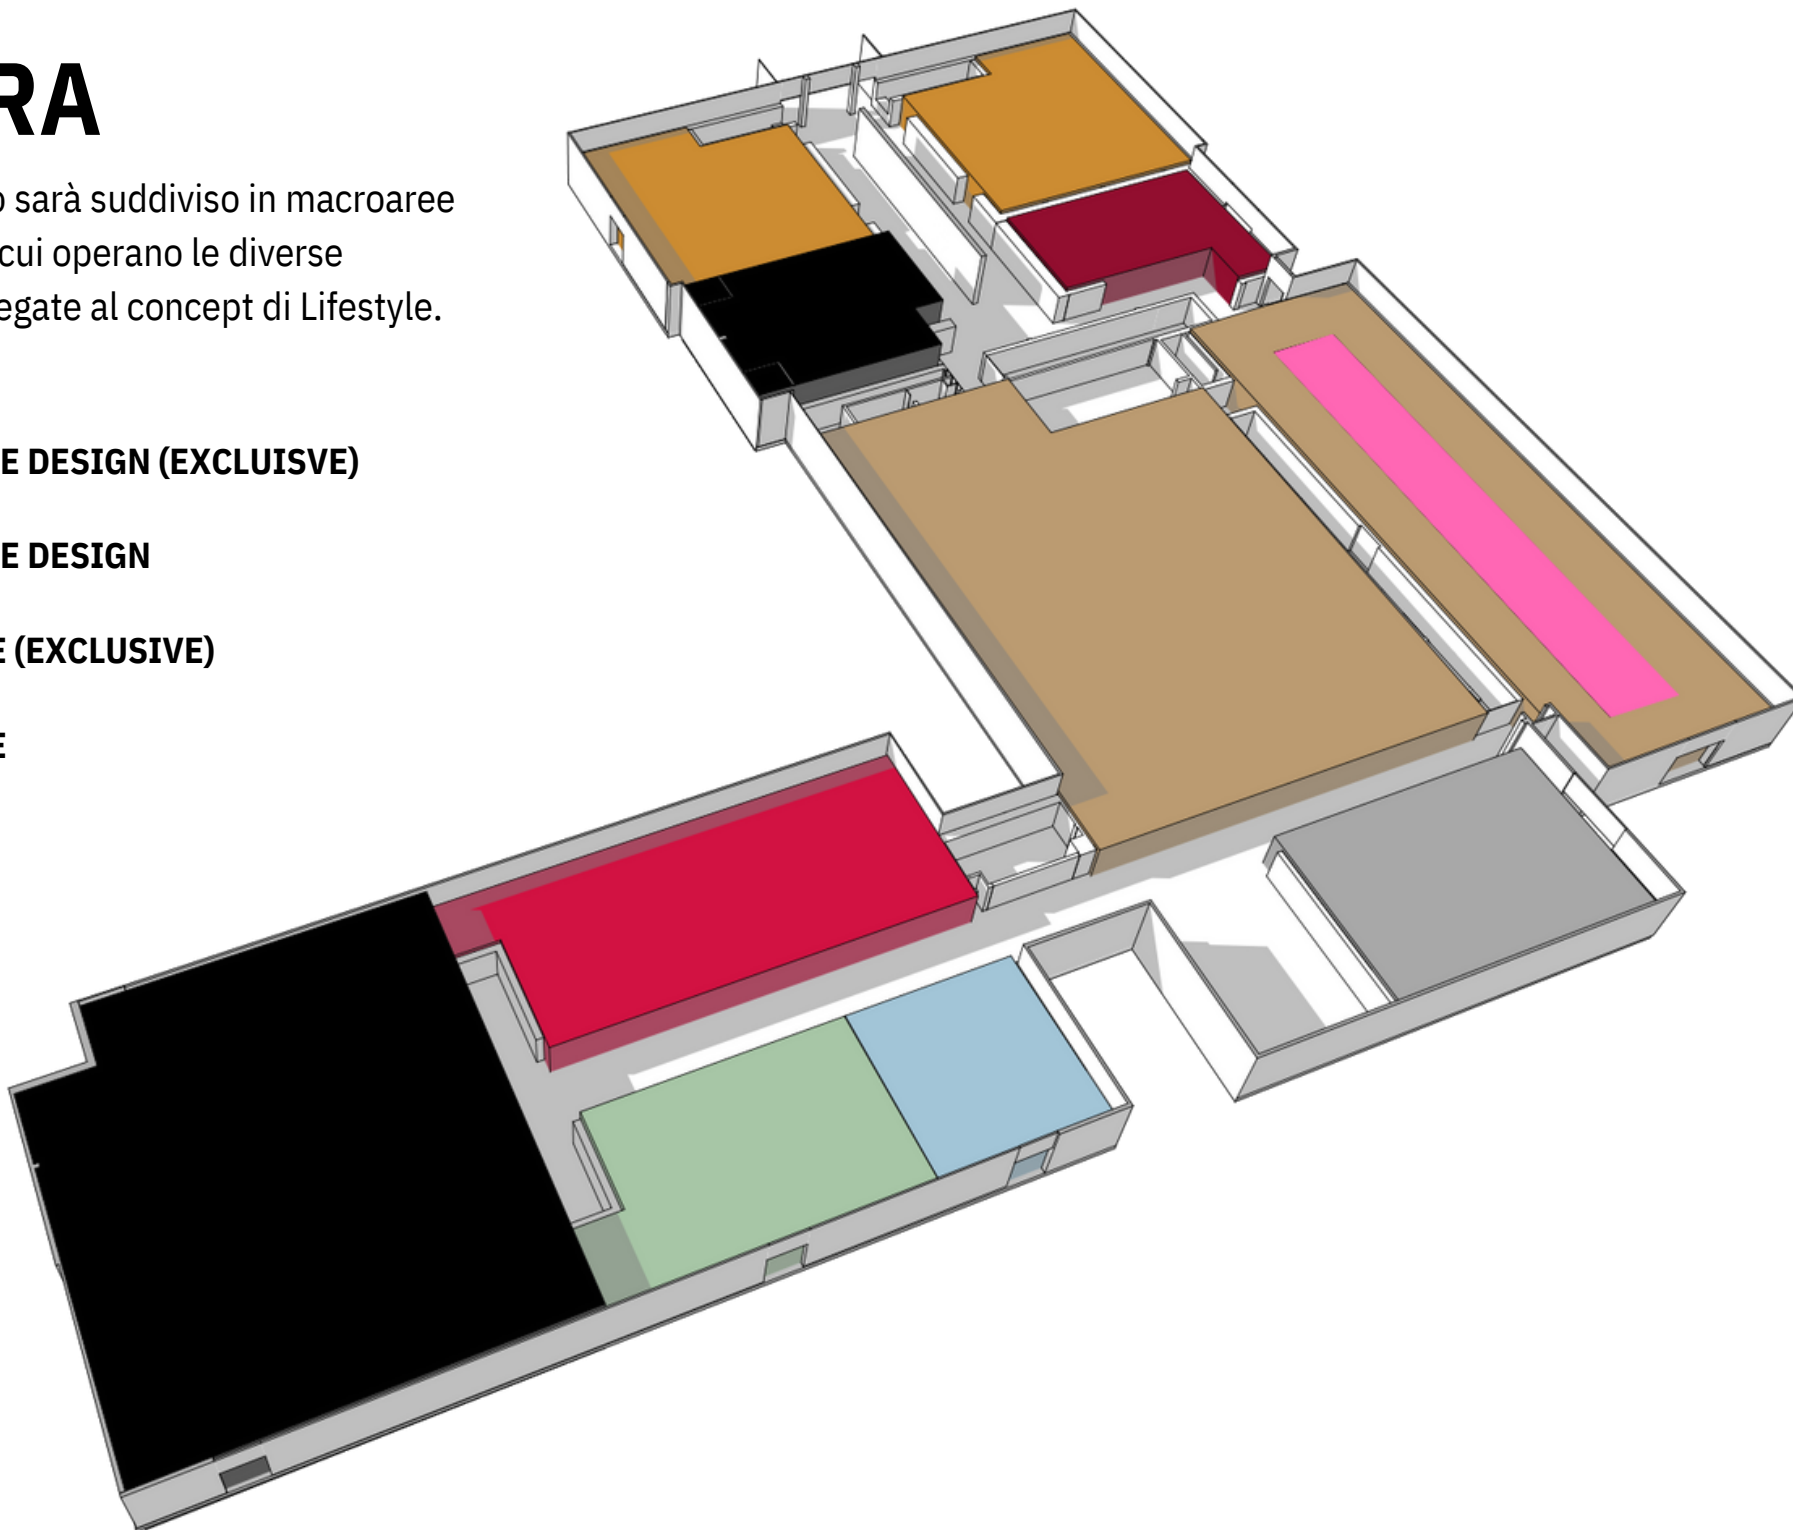 RA
o sarà suddiviso in macroaree
cui operano le diverse
egate al concept di Lifestyle.
E DESIGN (EXCLUISVE)
E DESIGN
E (EXCLUSIVE)
E